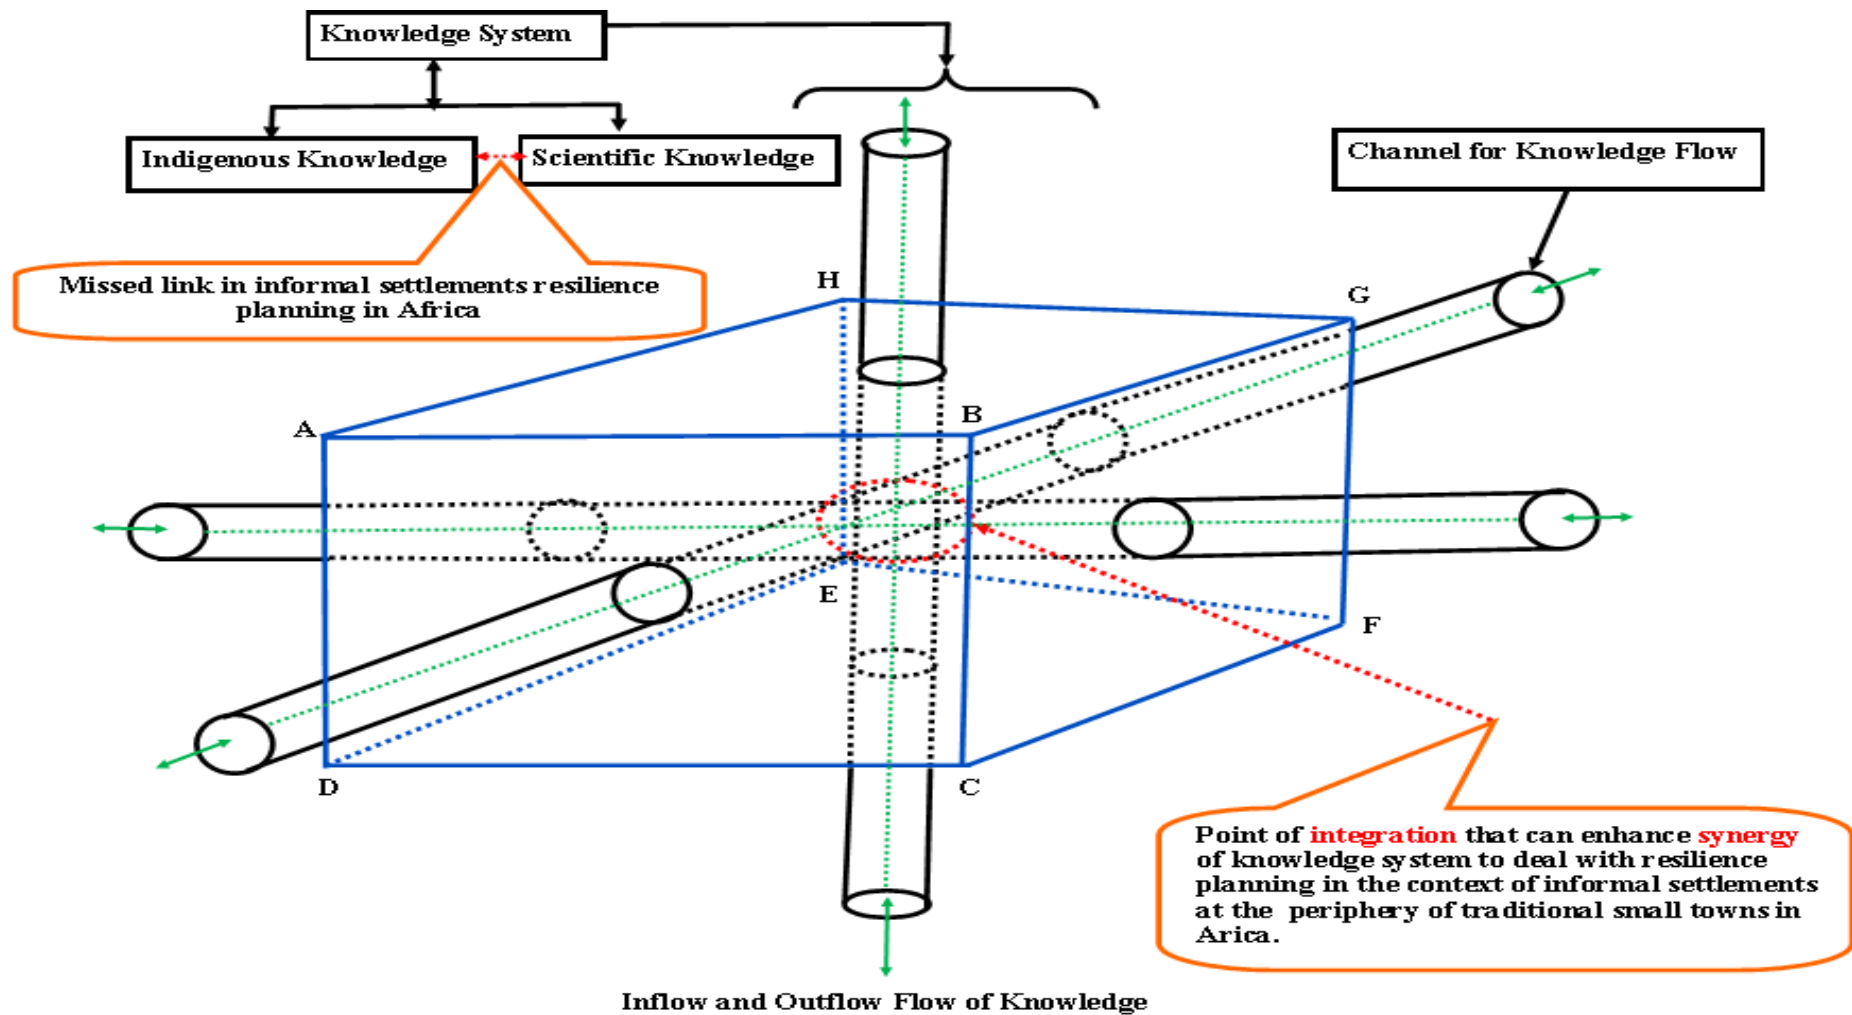 Knowledge System
Indigenous Knowledge
Scientific Knowledge
Channel for Knowledge Flow
Missed link in informal settlements resilience
planning in Africa
H
G
A
B
E
F
D
C
Point of integration that can enhance synergy
of knowledge system to deal with resilience
planning in the context of informal settlements
at the periphery of traditional small towns in
Arica.
Inflow and Outflow Flow of Knowledge